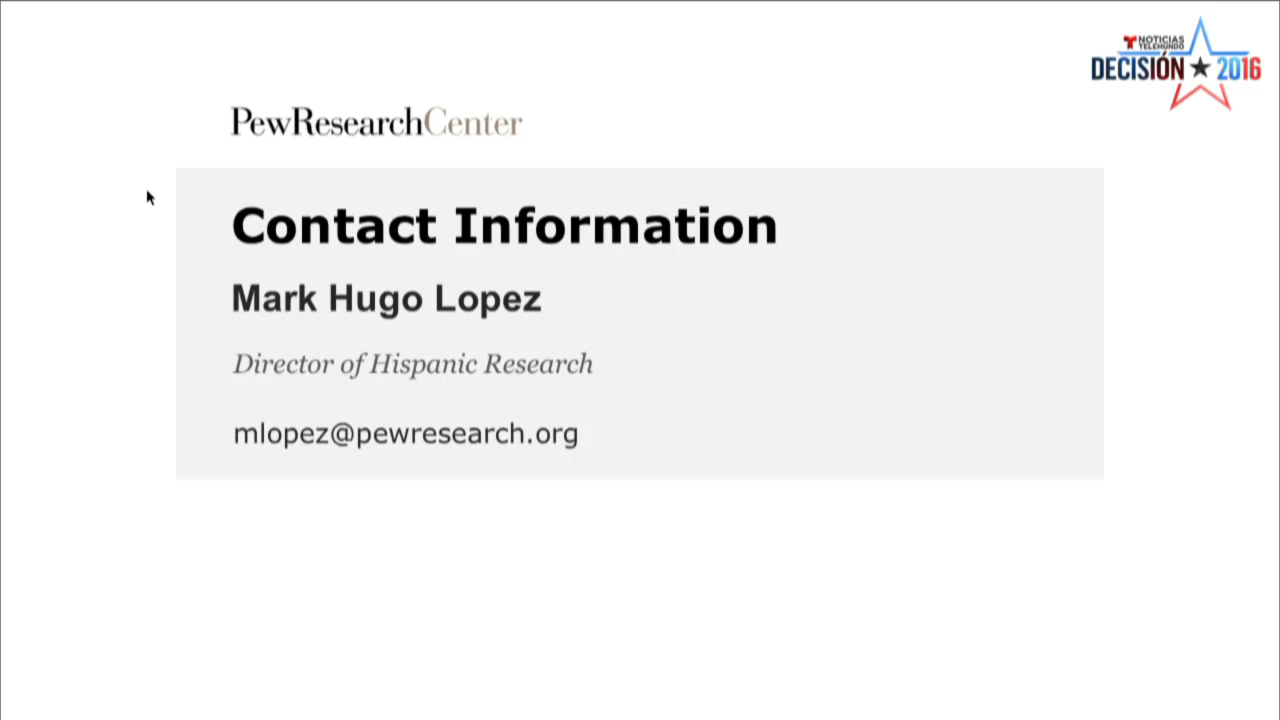 NOTICIAS
TELEMUNDO
DECISIÓN 2016
PewResearchCenter
Contact Information
Mark Hugo Lopez
Director of Hispanic Research
mlopez@pewresearch.org